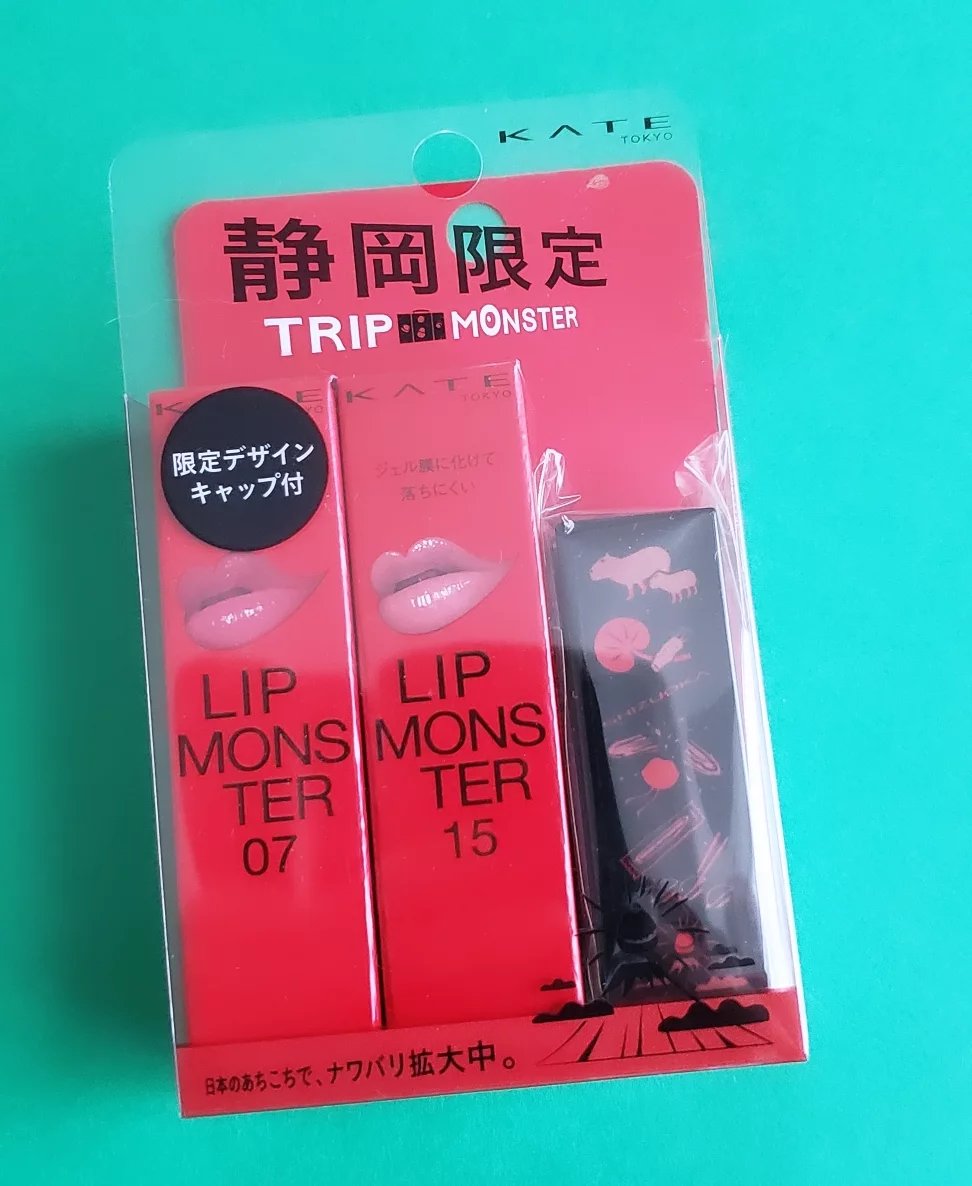 KATE
TOKYO
静岡限定
TRIP MONSTER
限定デザイン
キャップ付
KATE
TOKYO
ジェル膜に化けて
落ちにくい
LIP
MONS
TER
07
LIP
MONS
TER
15
SHIZUOKA
日本のあちこちで、ナワバリ拡大中。